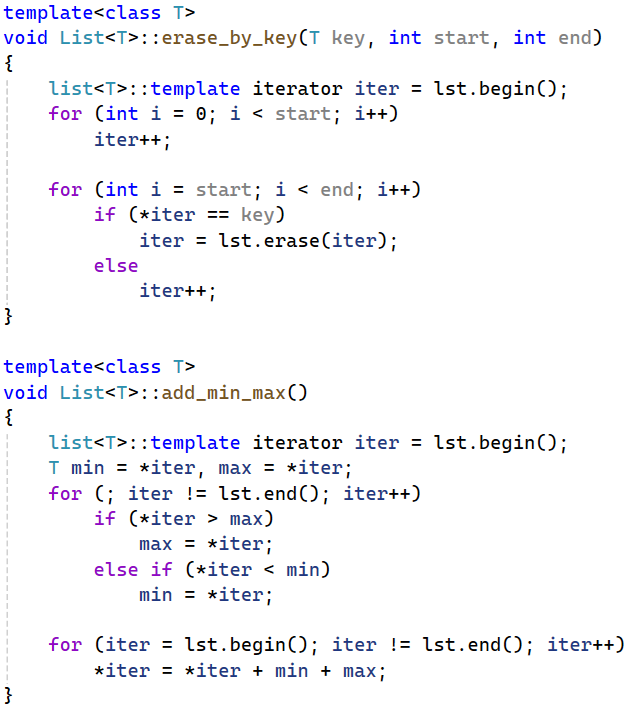 template<class T>
void List<T>::erase_by_key(T key, int start, int end)
{
    list<T>::template iterator iter = lst.begin();
    for (int i = 0; i < start; i++)
        iter++;

    for (int i = start; i < end; i++)
        if (*iter == key)
            iter = lst.erase(iter);
        else
            iter++;
}

template<class T>
void List<T>::add_min_max()
{
    list<T>::template iterator iter = lst.begin();
    T min = *iter, max = *iter;
    for (; iter != lst.end(); iter++)
        if (*iter > max)
            max = *iter;
        else if (*iter < min)
            min = *iter;

    for (iter = lst.begin(); iter != lst.end(); iter++)
        *iter = *iter + min + max;
}